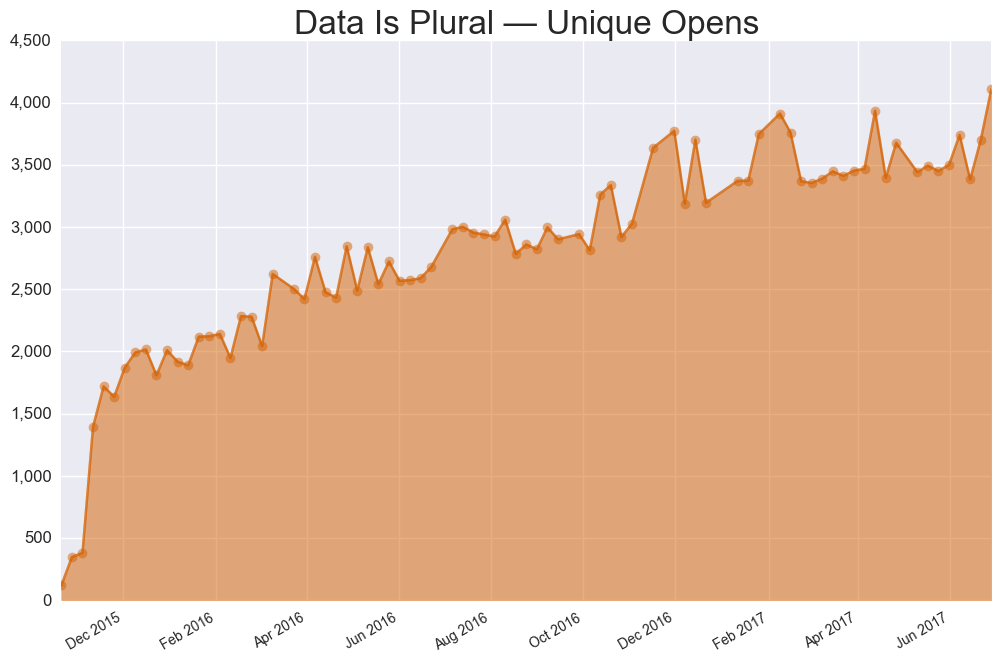 Data Is Plural — Unique Opens
4,500
4,000
3,500
3,000
2,500
2,000
1,500
1,000
500
0
Dec 2015
Feb 2016
Apr 2016
Jun 2016
Aug 2016
Oct 2016
Dec 2016
Feb 2017
Apr 2017
Jun 2017